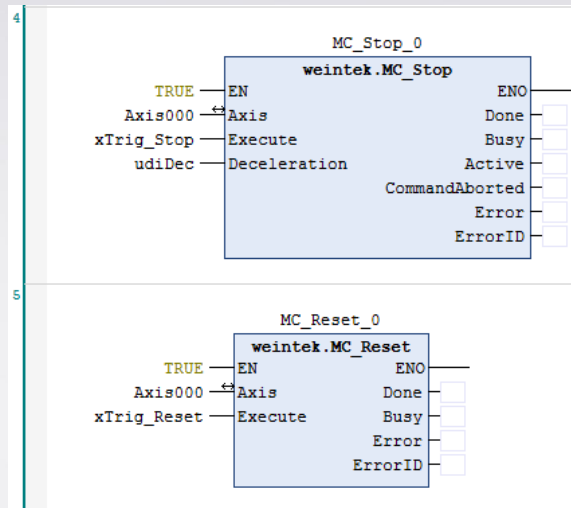 4
MC_Stop_0
weintek.MC_Stop
TRUE EN ENO
Axis000 Axis Done
xTrig_Stop Execute Busy
udiDec Deceleration Active
CommandAborted
Error
ErrorID
5
MC_Reset_0
weintek.MC_Reset
TRUE EN ENO
Axis000 Axis Done
xTrig_Reset Execute Busy
Error
ErrorID